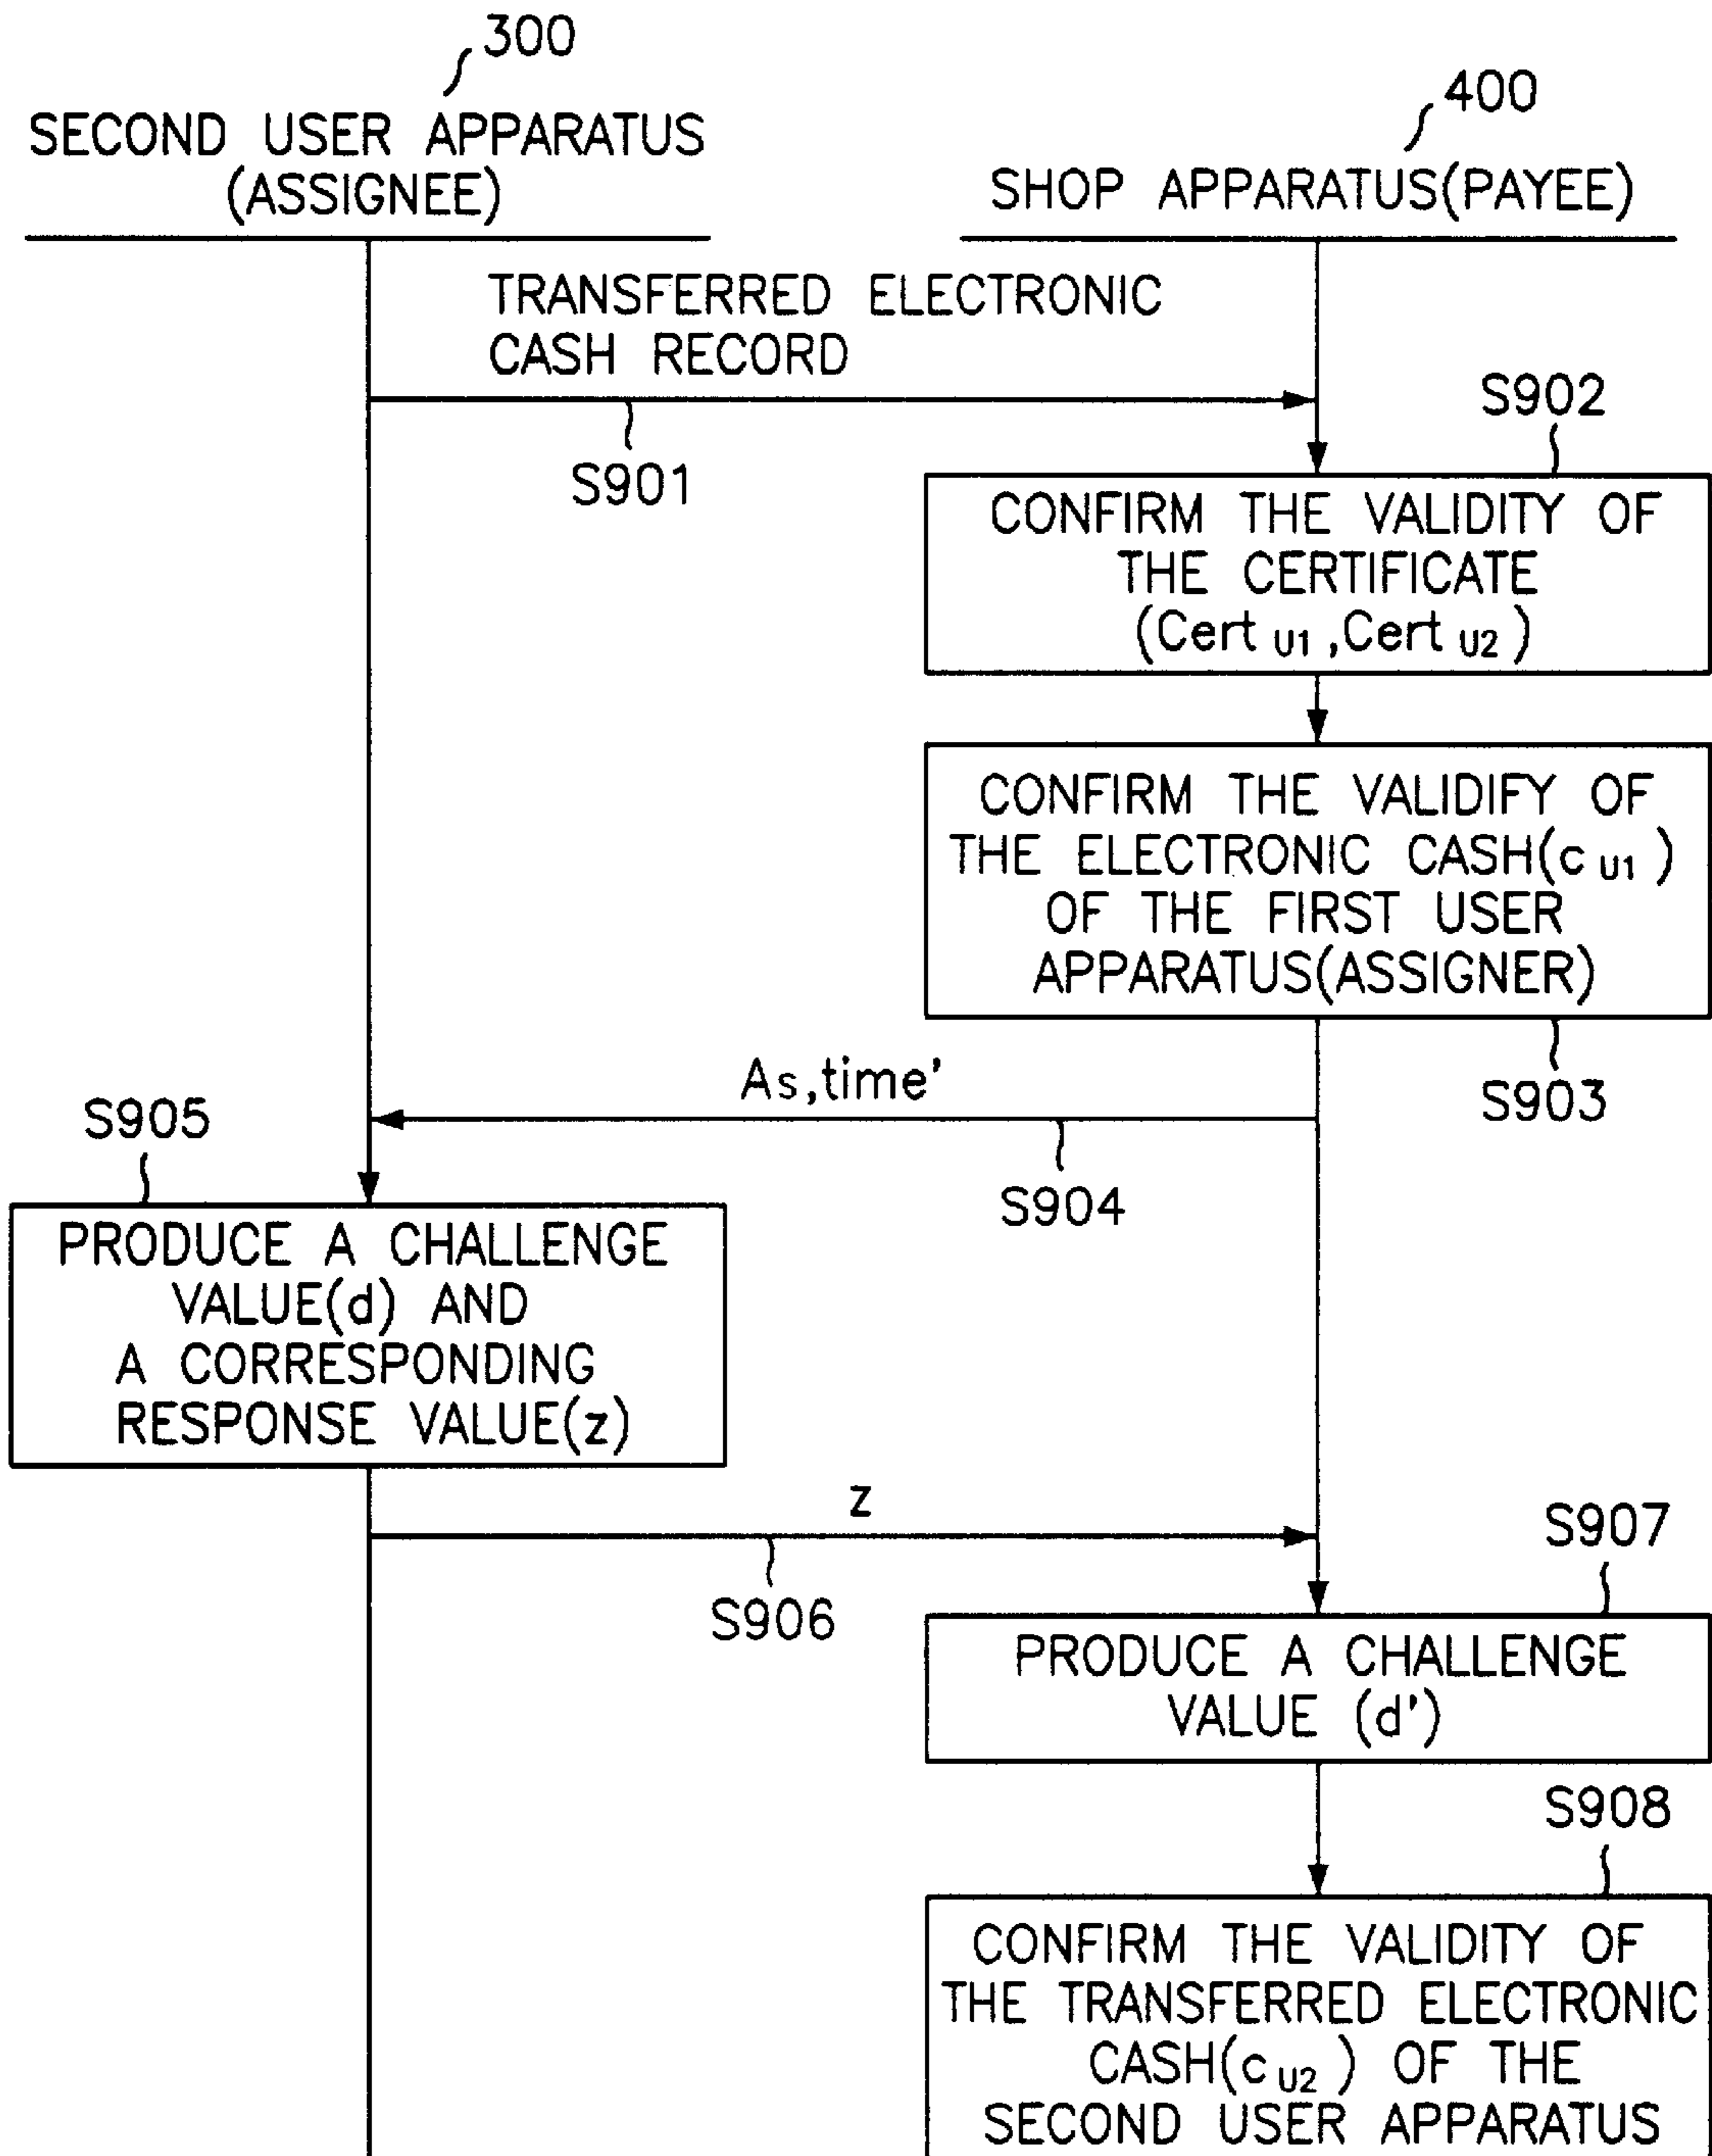 300
SECOND USER APPARATUS
(ASSIGNEE)
400
SHOP APPARATUS(PAYEE)
TRANSFERRED ELECTRONIC
CASH RECORD
S901
S902
CONFIRM THE VALIDITY OF
THE CERTIFICATE
(Cert U1 ,Cert U2 )
CONFIRM THE VALIDIFY OF
THE ELECTRONIC CASH(c U1 )
OF THE FIRST USER
APPARATUS(ASSIGNER)
S903
As,time'
S904
S905
PRODUCE A CHALLENGE
VALUE(d) AND
A CORRESPONDING
RESPONSE VALUE(z)
z
S906
S907
PRODUCE A CHALLENGE
VALUE (d')
S908
CONFIRM THE VALIDITY OF
THE TRANSFERRED ELECTRONIC
CASH(c U2 ) OF THE
SECOND USER APPARATUS